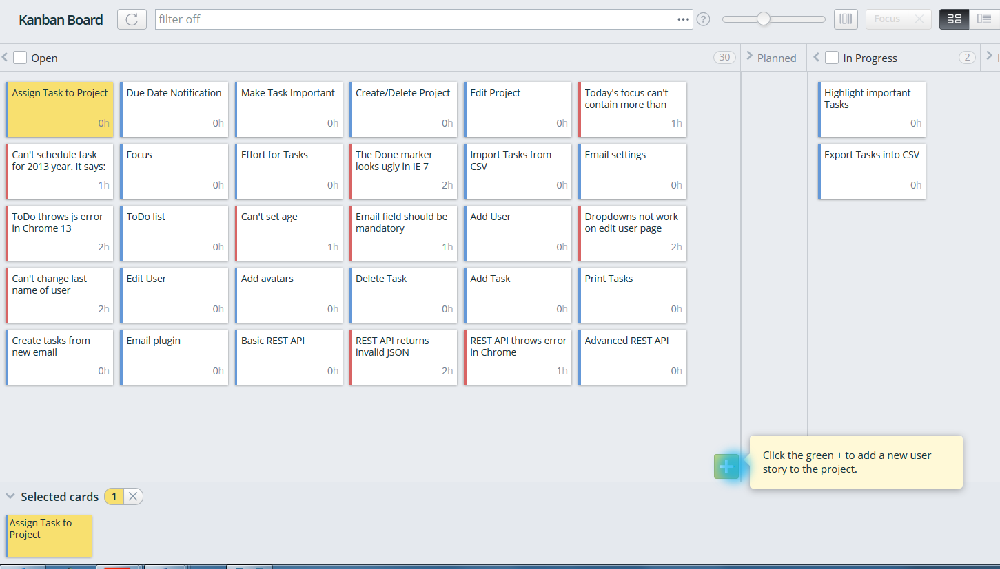 Kanban Board
filter off
...
?
Focus
Open
30
Planned
In Progress
2
Assign Task to Project
0h
Due Date Notification
0h
Make Task Important
0h
Create/Delete Project
0h
Edit Project
0h
Today's focus can't
contain more than
1h
Highlight important
Tasks
0h
Can't schedule task
for 2013 year. It says:
1h
Focus
0h
Effort for Tasks
0h
The Done marker
looks ugly in IE 7
2h
Import Tasks from
CSV
0h
Email settings
0h
Export Tasks into CSV
0h
ToDo throws js error
in Chrome 13
2h
ToDo list
0h
Can't set age
1h
Email field should be
mandatory
1h
Add User
0h
Dropdowns not work
on edit user page
2h
Can't change last
name of user
2h
Edit User
0h
Add avatars
0h
Delete Task
0h
Add Task
0h
Print Tasks
0h
Create tasks from
new email
0h
Email plugin
0h
Basic REST API
0h
REST API returns
invalid JSON
2h
REST API throws error
in Chrome
1h
Advanced REST API
0h
Click the green + to add a new user
story to the project.
Selected cards 1
Assign Task to
Project